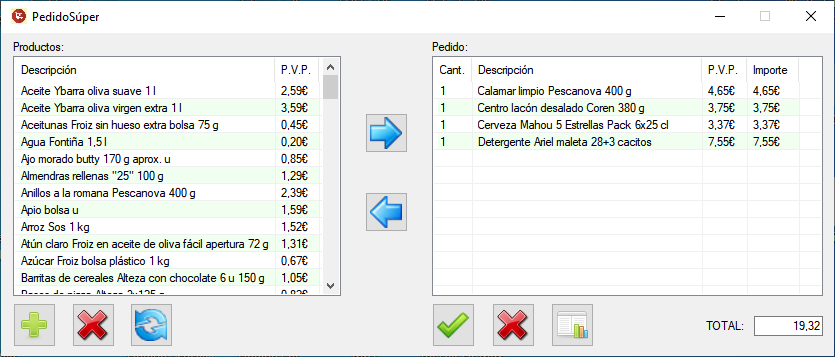 PedidoSúper
Productos:
Descripción P.V.P.
Aceite Ybarra oliva suave 1 l 2,59€
Aceite Ybarra oliva virgen extra 1 l 3,59€
Aceitunas Froiz sin hueso extra bolsa 75 g 0,45€
Agua Fontiña 1,5 l 0,20€
Ajo morado butty 170 g aprox. u 0,85€
Almendras rellenas "25" 100 g 1,29€
Anillos a la romana Pescanova 400 g 2,39€
Apio bolsa u 1,59€
Arroz Sos 1 kg 1,52€
Atún claro Froiz en aceite de oliva fácil apertura 72 g 1,31€
Azúcar Froiz bolsa plástico 1 kg 0,67€
Barritas de cereales Alteza con chocolate 6 u 150 g 1,05€
Pedido:
Cant. Descripción P.V.P. Importe
1 Calamar limpio Pescanova 400 g 4,65€ 4,65€
1 Centro lacón desalado Coren 380 g 3,75€ 3,75€
1 Cerveza Mahou 5 Estrellas Pack 6x25 cl 3,37€ 3,37€
1 Detergente Ariel maleta 28+3 cacitos 7,55€ 7,55€
TOTAL: 19,32